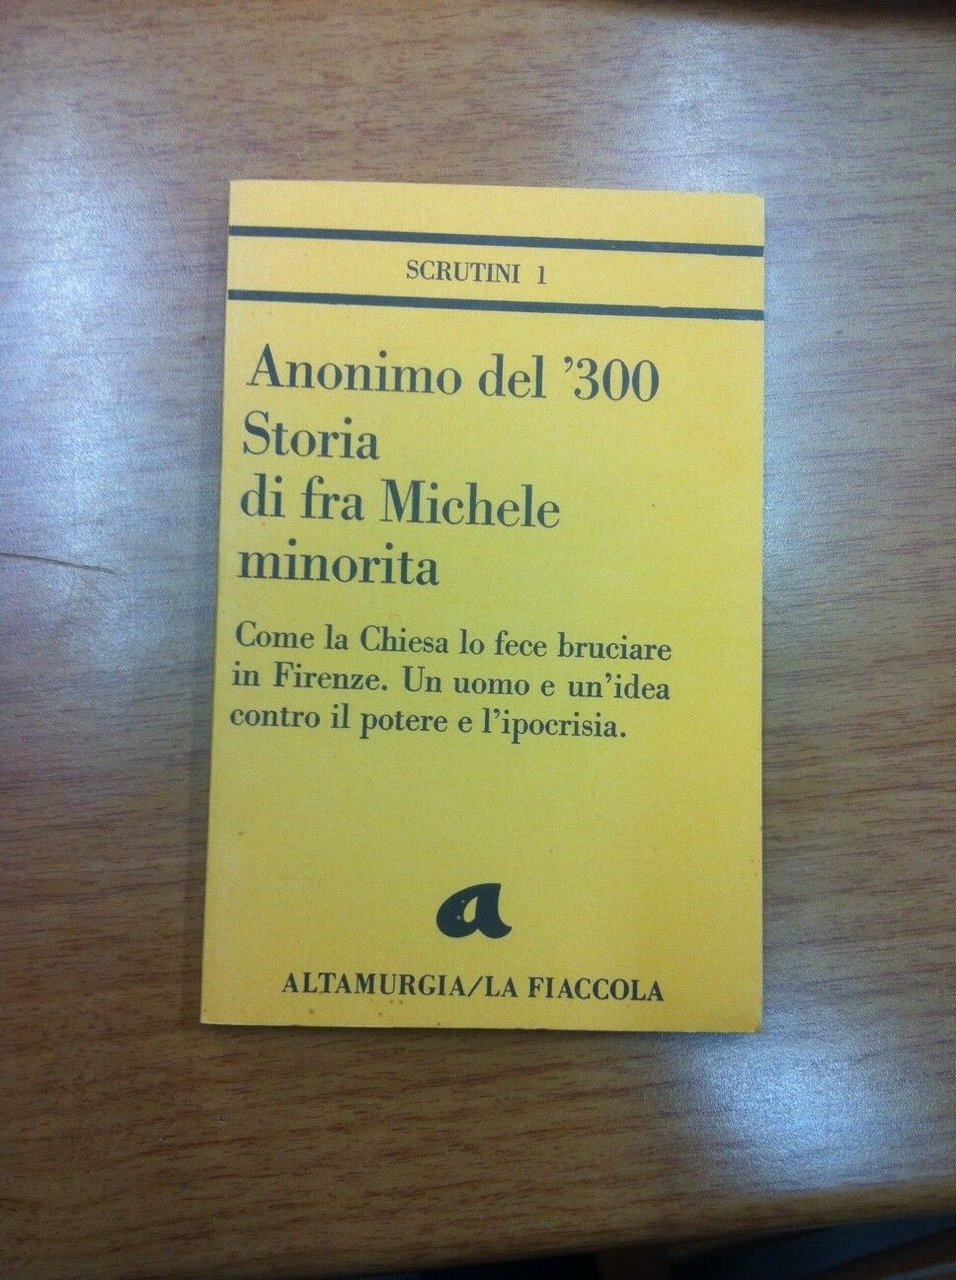 SCRUTINI 1
Anonimo del '300
Storia
di fra Michele
minorita
Come la Chiesa lo fece bruciare
in Firenze. Un uomo e un'idea
contro il potere e l'ipocrisia.
a
ALTAMURGIA/LA FIACCOLA